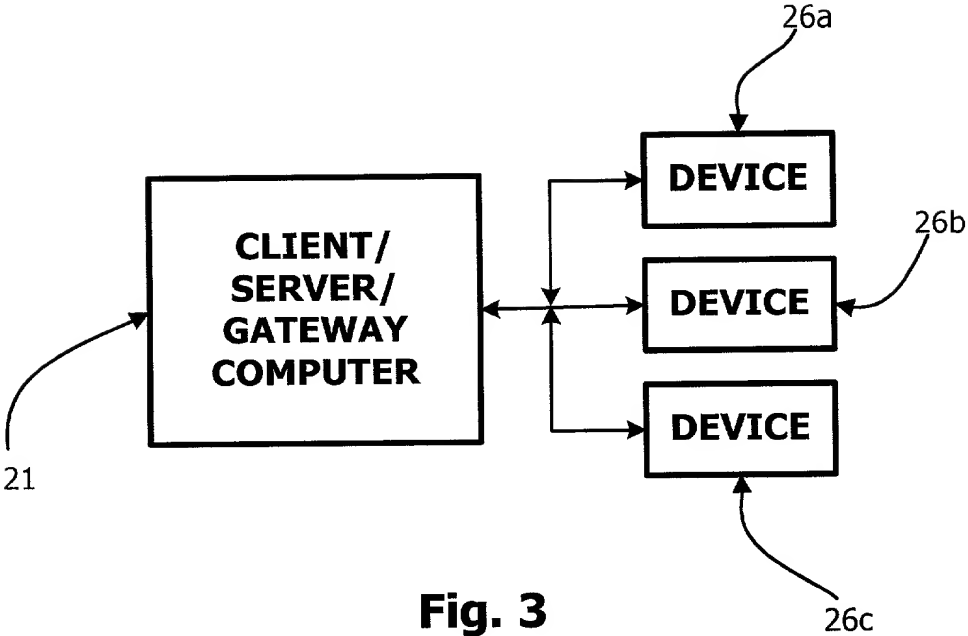 26a
DEVICE
26b
CLIENT/
SERVER/
GATEWAY
COMPUTER
DEVICE
DEVICE
21
26c
Fig. 3